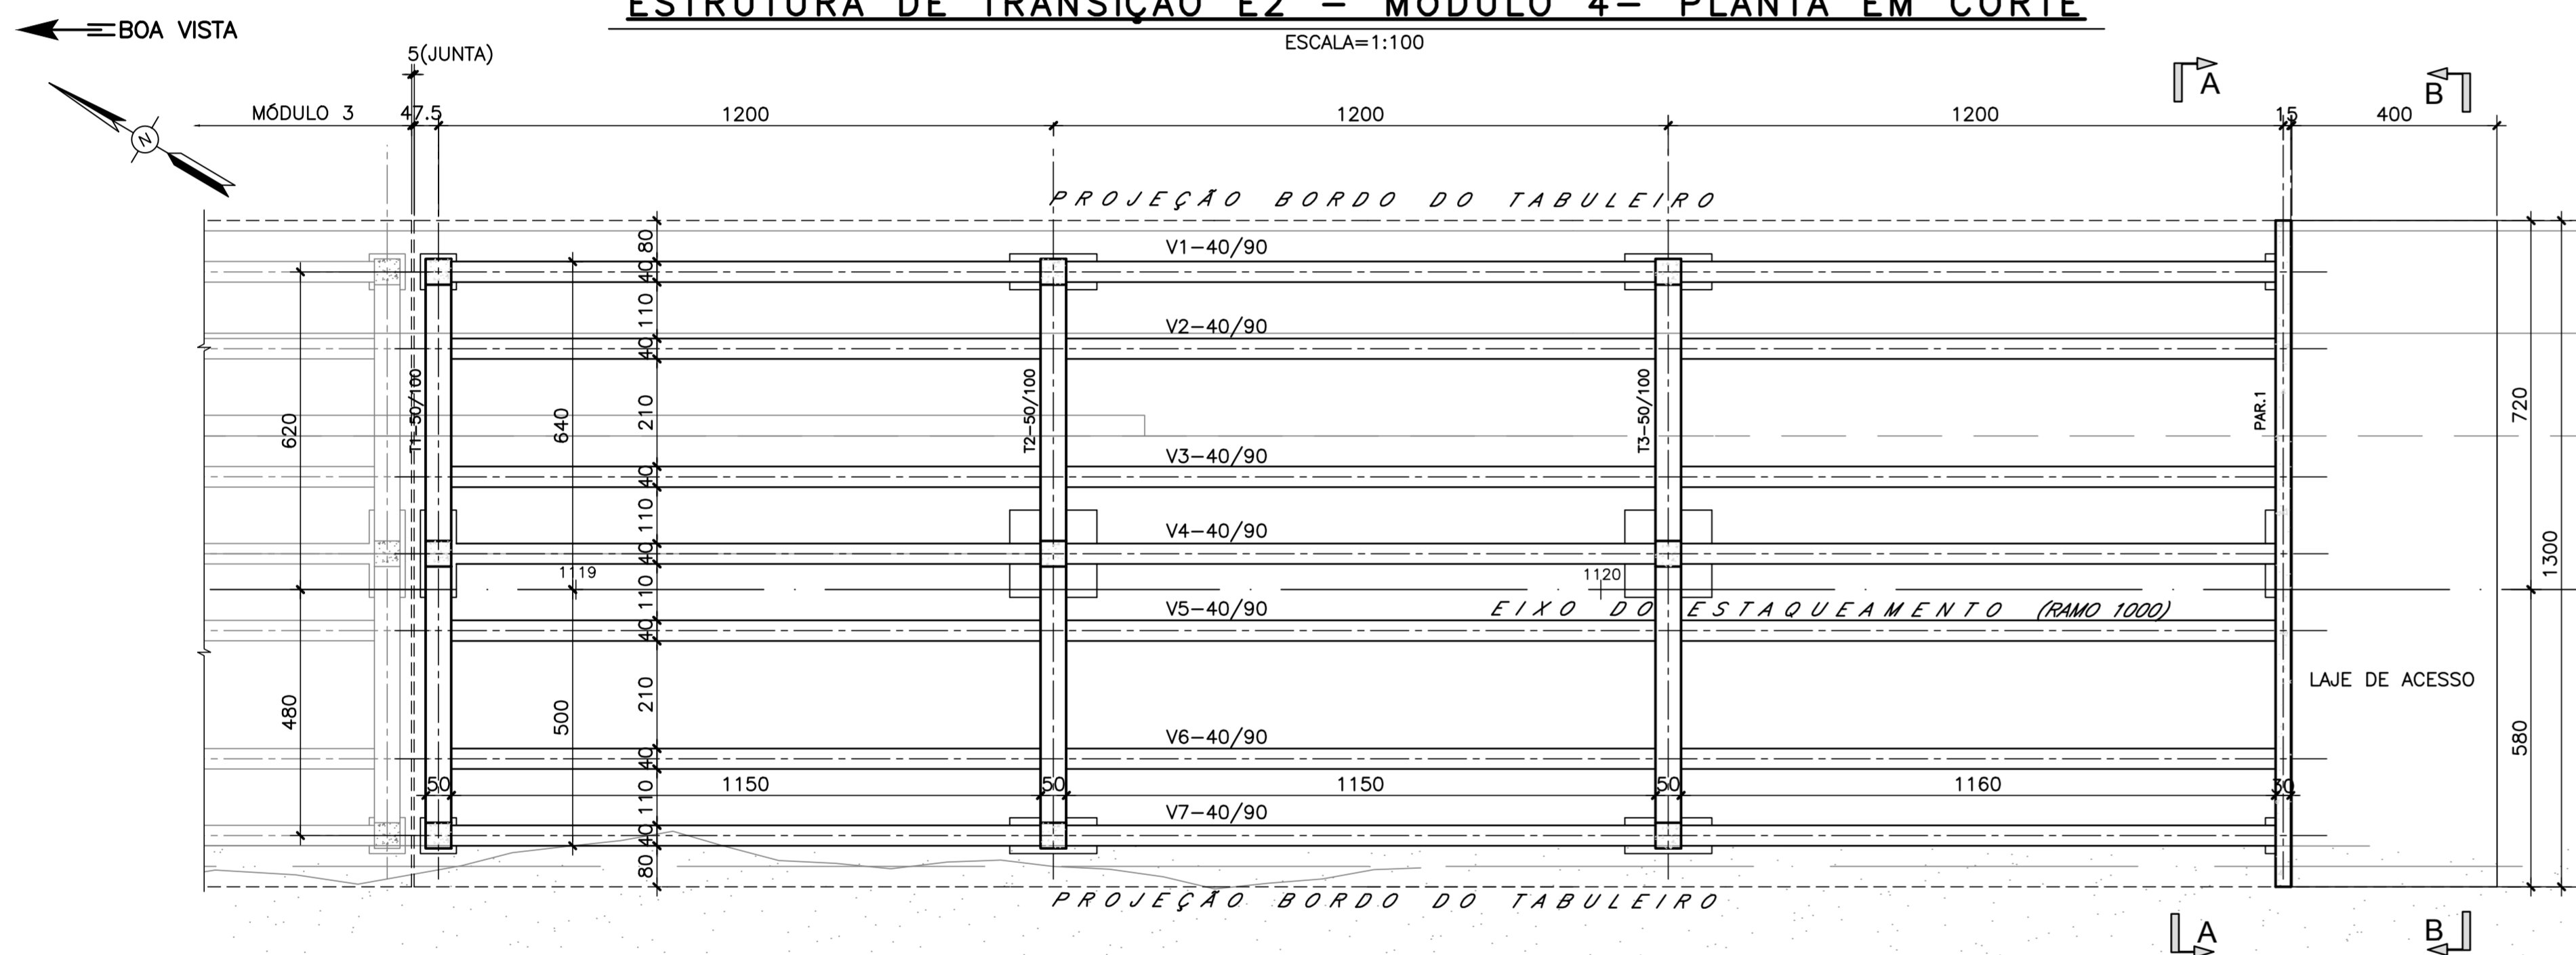 ESTRUTURA DE TRANSIÇÃO E2 – MÓDULO 4– PLANTA EM CORTE
ESCALA=1:100
BOA VISTA
5(JUNTA)
A
B
MÓDULO 3
47.5
1200
1200
1200
15
400
N
PROJEÇÃO BORDO DO TABULEIRO
V1-40/90
V2-40/90
V3-40/90
V4-40/90
V5-40/90
V6-40/90
V7-40/90
T1-50/100
T2-50/100
T3-50/100
PAR.1
620
480
640
500
80
40
110
40
210
40
110
40
110
40
210
40
110
40
80
1119
1120
EIXO DO ESTAQUEAMENTO (RAMO 1000)
LAJE DE ACESSO
720
580
1300
50
1150
50
1150
50
1160
30
PROJEÇÃO BORDO DO TABULEIRO
A
B